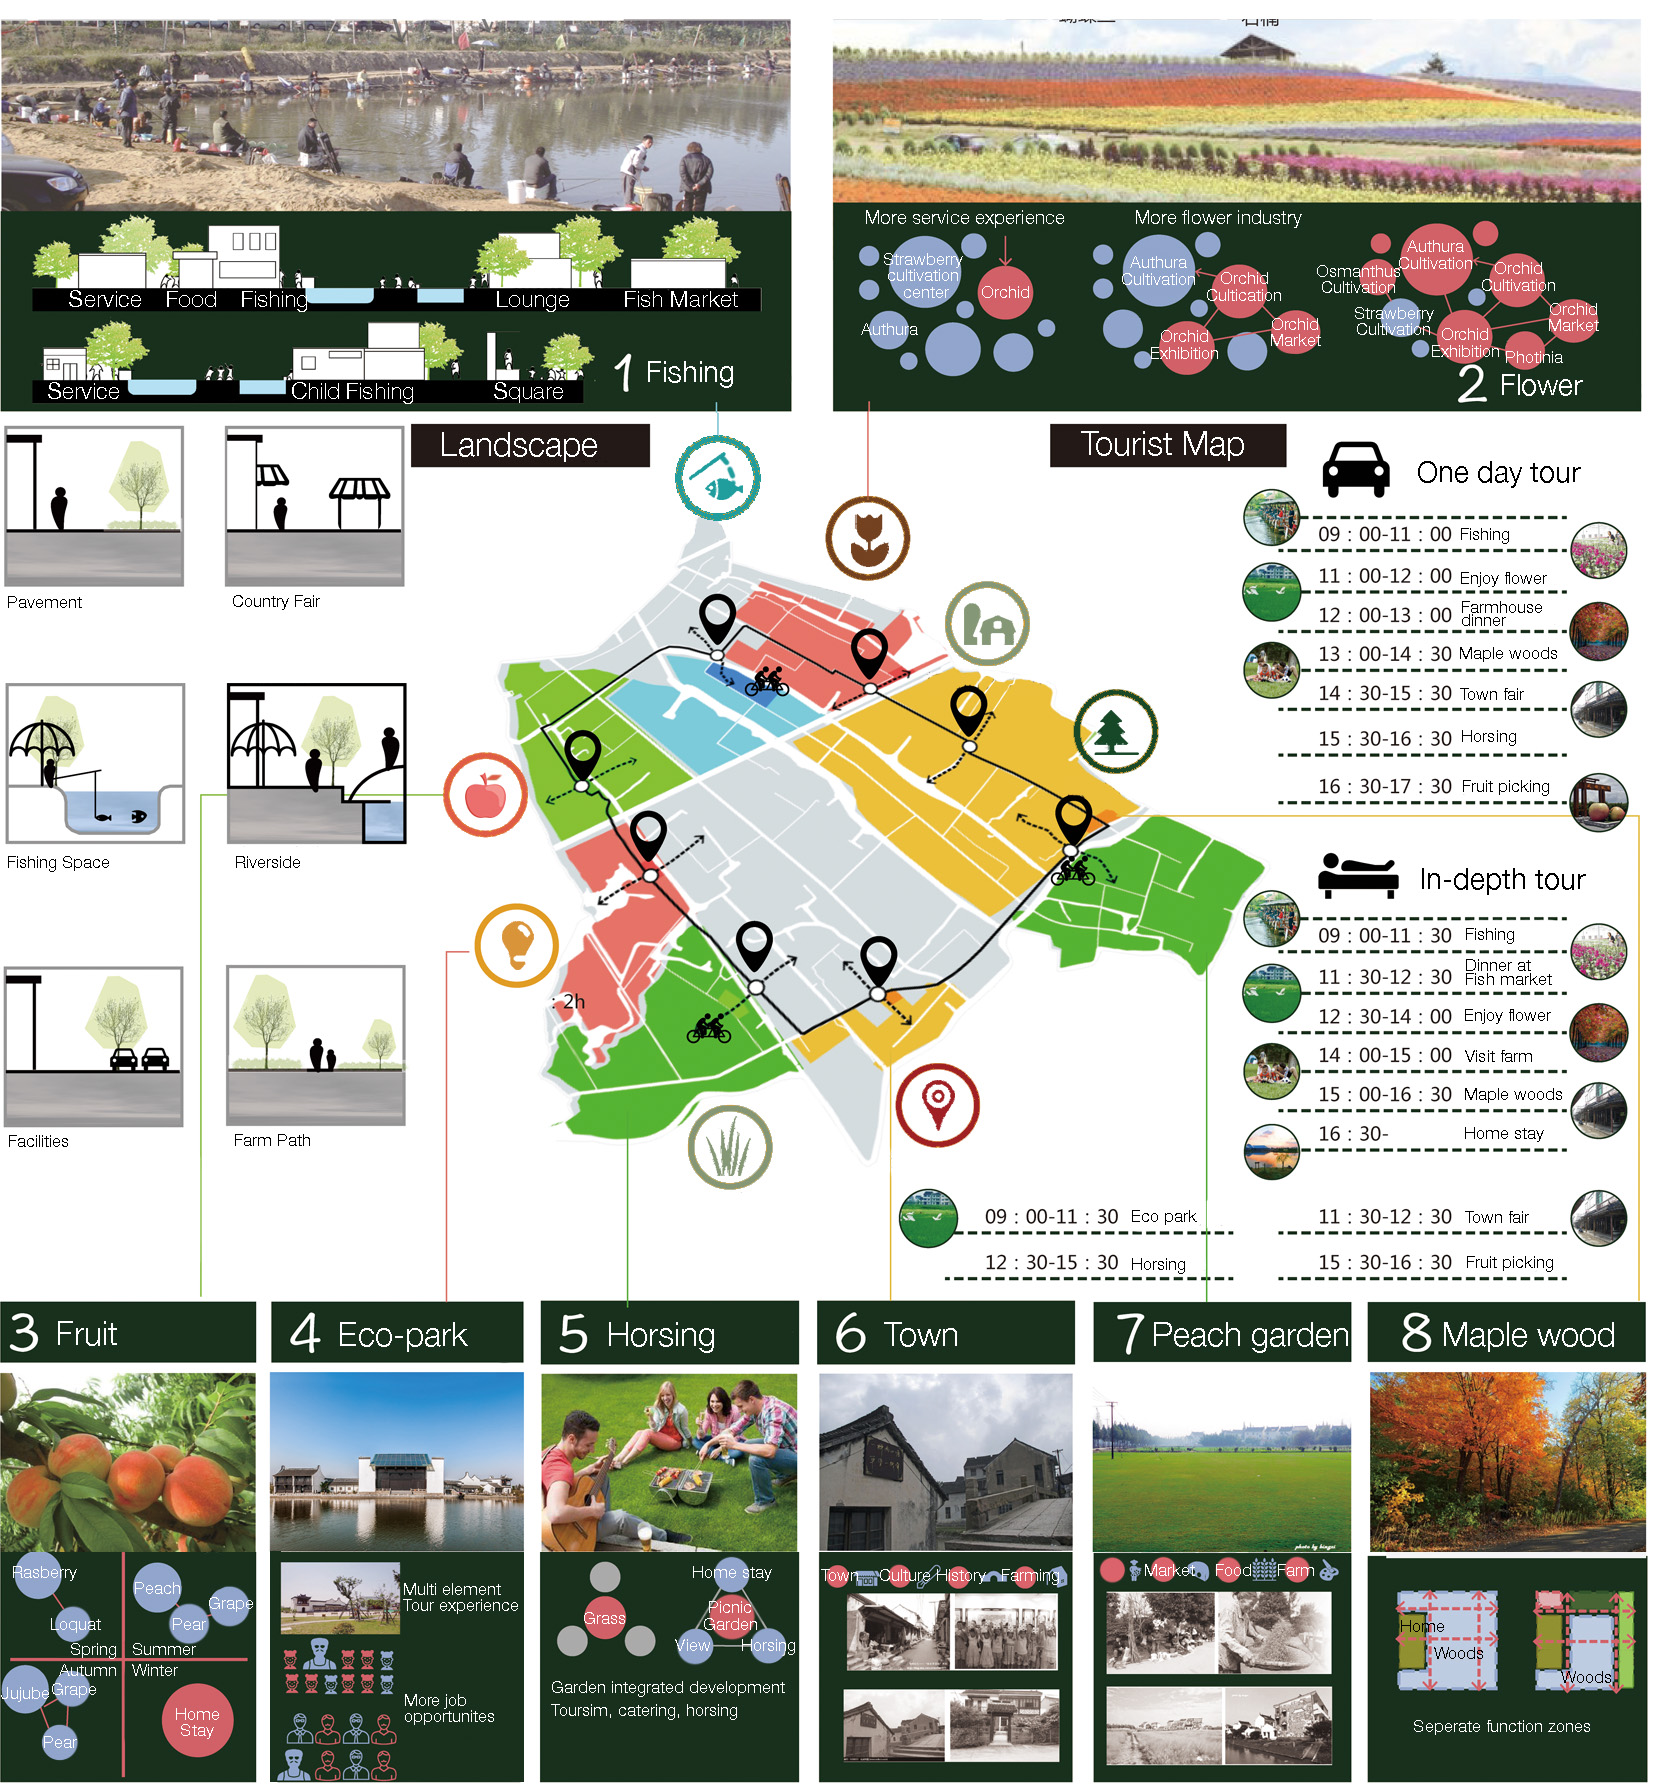 Service Food Fishing Lounge Fish Market
Service Child Fishing Square
1 Fishing
More service experience
Strawberry
cultivation
center
Orchid
Authura
More flower industry
Authura
Cultivation
Orchid
Cultication
Orchid
Exhibition
Orchid
Market
Authura
Cultivation
Osmanthus
Cultivation
Orchid
Cultivation
Strawberry
Cultivation
Orchid
Market
Orchid
Exhibition
Photinia
2 Flower
Landscape
Pavement
Country Fair
Fishing Space
Riverside
Facilities
Farm Path
: 2h
Tourist Map
One day tour
09 : 00-11 : 00 Fishing
11 : 00-12 : 00 Enjoy flower
12 : 00-13 : 00 Farmhouse
dinner
13 : 00-14 : 30 Maple woods
14 : 30-15 : 30 Town fair
15 : 30-16 : 30 Horsing
16 : 30-17 : 30 Fruit picking
In-depth tour
09 : 00-11 : 30 Fishing
11 : 30-12 : 30 Dinner at
Fish market
12 : 30-14 : 00 Enjoy flower
14 : 00-15 : 00 Visit farm
15 : 00-16 : 30 Maple woods
16 : 30- Home stay
09 : 00-11 : 30 Eco park
11 : 30-12 : 30 Town fair
12 : 30-15 : 30 Horsing
15 : 30-16 : 30 Fruit picking
3 Fruit
Rasberry
Loquat
Spring
Peach
Grape
Pear
Summer
Autumn
Jujube
Grape
Pear
Winter
Home
Stay
4 Eco-park
Multi element
Tour experience
More job
opportunites
5 Horsing
Grass
Home stay
Picnic
Garden
View
Horsing
Garden integrated development
Toursim, catering, horsing
6 Town
Town Culture History Farming
7 Peach garden
photo by bingxi
Market Food Farm
8 Maple wood
Home
Woods
Woods
Seperate function zones